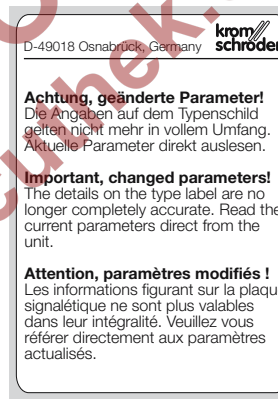 D-49018 Osnabrück, Germany
krom
schröder
Achtung, geänderte Parameter!
Die Angaben auf dem Typenschild
gelten nicht mehr in vollem Umfang.
Aktuelle Parameter direkt auslesen.
Important, changed parameters!
The details on the type label are no
longer completely accurate. Read the
current parameters direct from the
unit.
Attention, paramètres modifiés !
Les informations figurant sur la plaqu
signalétique ne sont plus valables
dans leur intégralité. Veuillez vous
référer directement aux paramètres
actualisés.